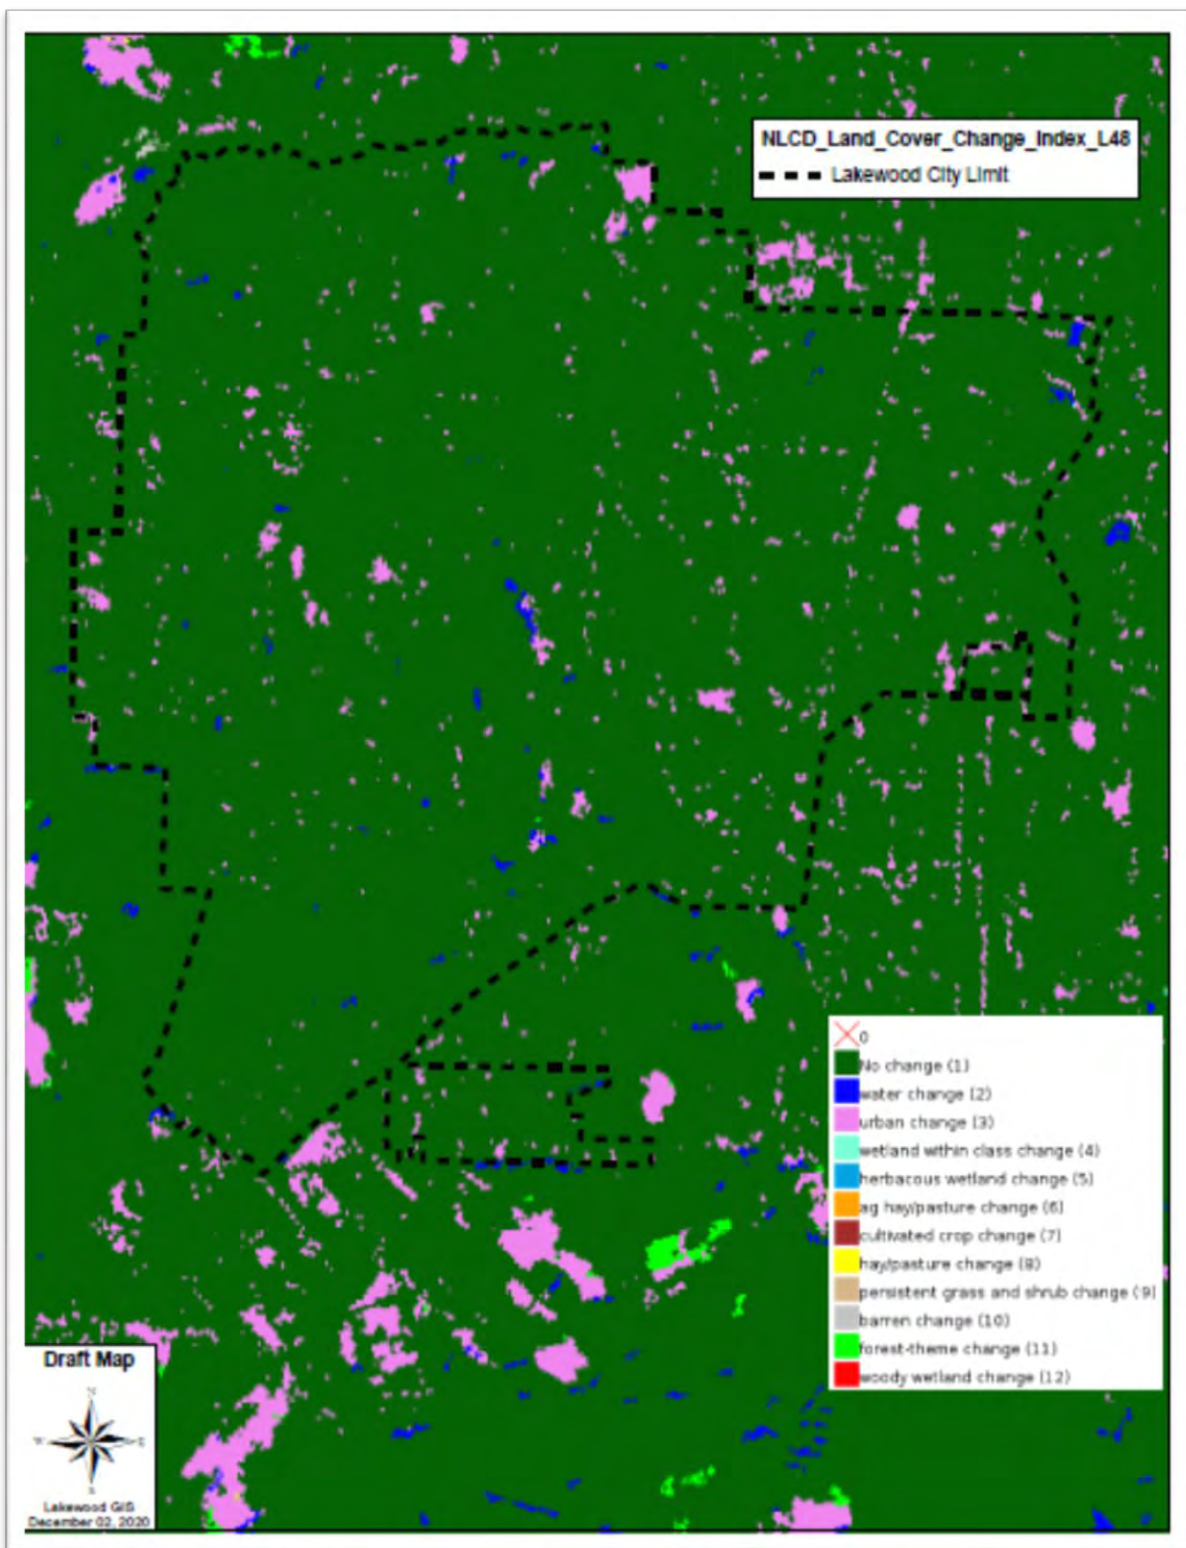 NLCD_Land_Cover_Change_Index_L48
Lakewood City Limit
0
No change (1)
water change (2)
urban change (3)
wetland within class change (4)
herbacous wetland change (5)
ag hay/pasture change (6)
cultivated crop change (7)
hay/pasture change (8)
persistent grass and shrub change (9)
barren change (10)
forest-theme change (11)
woody wetland change (12)
Draft Map
N
W
E
S
Lakewood GIS
December 02, 2020